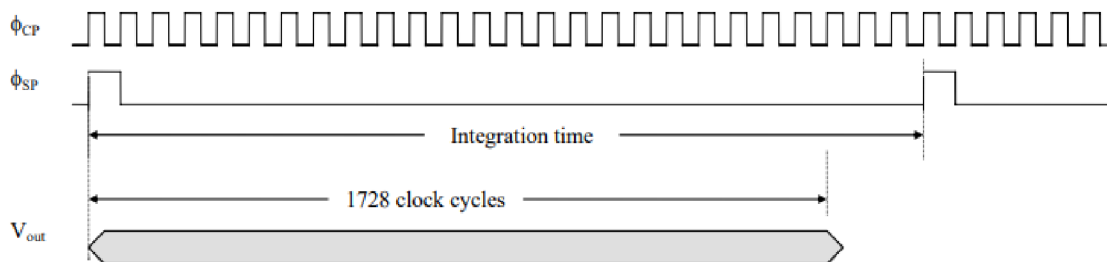 ϕCP
ϕSP
Integration time
1728 clock cycles
Vout